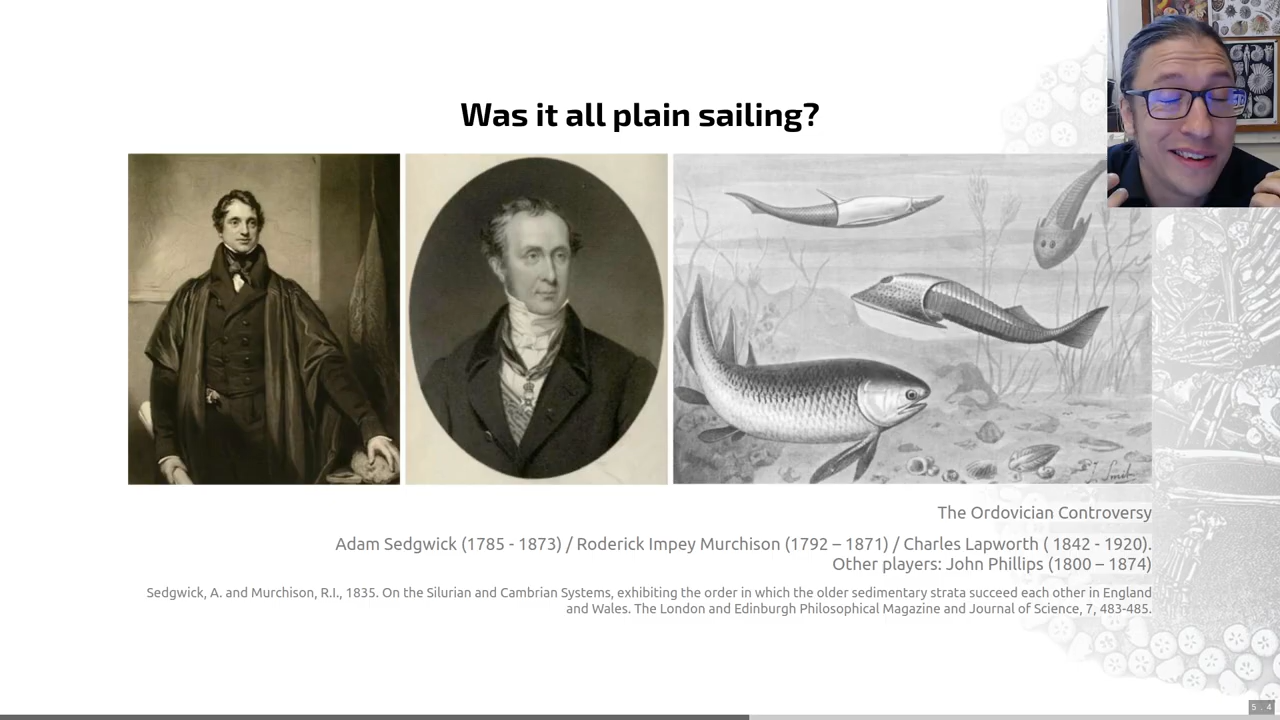 Was it all plain sailing?
J. Smit.
The Ordovician Controversy
Adam Sedgwick (1785 - 1873) / Roderick Impey Murchison (1792 – 1871) / Charles Lapworth ( 1842 - 1920).
Other players: John Phillips (1800 – 1874)
Sedgwick, A. and Murchison, R.I., 1835. On the Silurian and Cambrian Systems, exhibiting the order in which the older sedimentary strata succeed each other in England
and Wales. The London and Edinburgh Philosophical Magazine and Journal of Science, 7, 483-485.
5 . 4